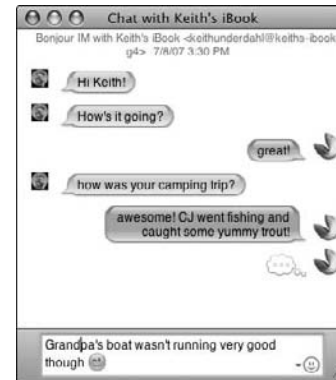 Chat with Keith's iBook
Bonjour IM with Keith's iBook <keithunderdahl@keiths-ibook
g4> 7/8/07 3:30 PM
Hi Keith!
How's it going?
great!
how was your camping trip?
awesome! CJ went fishing and
caught some yummy trout!
Grandpa's boat wasn't running very good
though